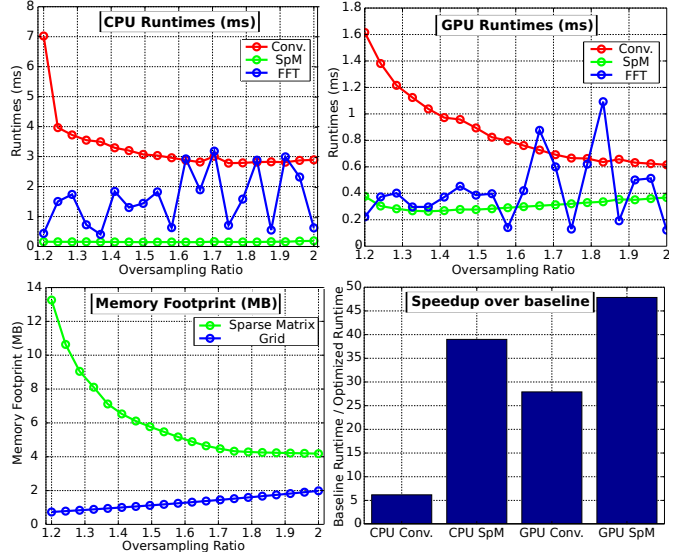 CPU Runtimes (ms)
Runtimes (ms)
8
7
6
5
4
3
2
1
0
Conv.
SpM
FFT
1.2 1.3 1.4 1.5 1.6 1.7 1.8 1.9 2
Oversampling Ratio
GPU Runtimes (ms)
Runtimes (ms)
1.8
1.6
1.4
1.2
1
0.8
0.6
0.4
0.2
0
Conv.
SpM
FFT
1.2 1.3 1.4 1.5 1.6 1.7 1.8 1.9 2
Oversampling Ratio
Memory Footprint (MB)
Memory Footprint (MB)
14
12
10
8
6
4
2
0
Sparse Matrix
Grid
1.2 1.3 1.4 1.5 1.6 1.7 1.8 1.9 2
Oversampling Ratio
Speedup over baseline
Baseline Runtime / Optimized Runtime
50
45
40
35
30
25
20
15
10
5
0
CPU Conv. CPU SpM GPU Conv. GPU SpM